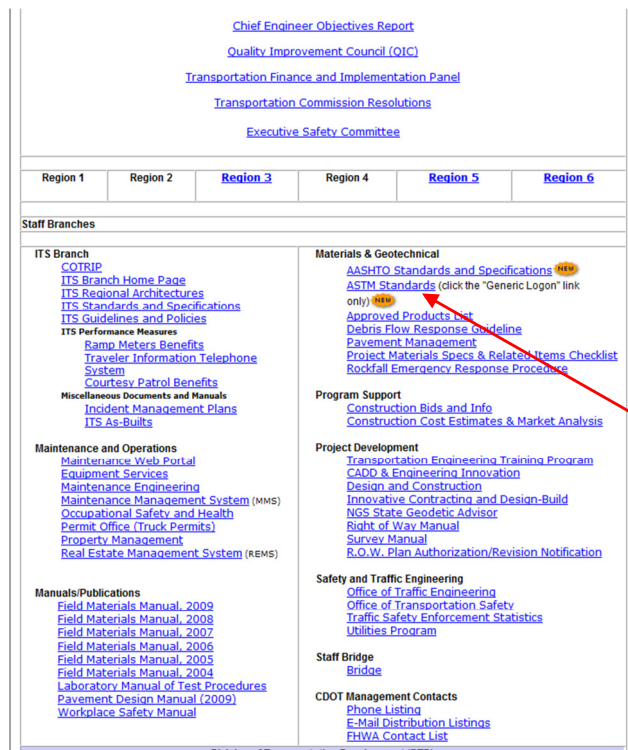 Chief Engineer Objectives Report
Quality Improvement Council (QIC)
Transportation Finance and Implementation Panel
Transportation Commission Resolutions
Executive Safety Committee
Region 1 Region 2 Region 3 Region 4 Region 5 Region 6
Staff Branches
ITS Branch
COTRIP
ITS Branch Home Page
ITS Regional Architectures
ITS Standards and Specifications
ITS Guidelines and Policies
ITS Performance Measures
Ramp Meters Benefits
Traveler Information Telephone
System
Courtesy Patrol Benefits
Miscellaneous Documents and Manuals
Incident Management Plans
ITS As-Builts
Maintenance and Operations
Maintenance Web Portal
Equipment Services
Maintenance Engineering
Maintenance Management System (MMS)
Occupational Safety and Health
Permit Office (Truck Permits)
Property Management
Real Estate Management System (REMS)
Manuals/Publications
Field Materials Manual, 2009
Field Materials Manual, 2008
Field Materials Manual, 2007
Field Materials Manual, 2006
Field Materials Manual, 2005
Field Materials Manual, 2004
Laboratory Manual of Test Procedures
Pavement Design Manual (2009)
Workplace Safety Manual
Materials & Geotechnical
AASHTO Standards and Specifications NEW
ASTM Standards (click the "Generic Logon" link
only) NEW
Approved Products List
Debris Flow Response Guideline
Pavement Management
Project Materials Specs & Related Items Checklist
Rockfall Emergency Response Procedure
Program Support
Construction Bids and Info
Construction Cost Estimates & Market Analysis
Project Development
Transportation Engineering Training Program
CADD & Engineering Innovation
Design and Construction
Innovative Contracting and Design-Build
NGS State Geodetic Advisor
Right of Way Manual
Survey Manual
R.O.W. Plan Authorization/Revision Notification
Safety and Traffic Engineering
Office of Traffic Engineering
Office of Transportation Safety
Traffic Safety Enforcement Statistics
Utilities Program
Staff Bridge
Bridge
CDOT Management Contacts
Phone Listing
E-Mail Distribution Listings
FHWA Contact List